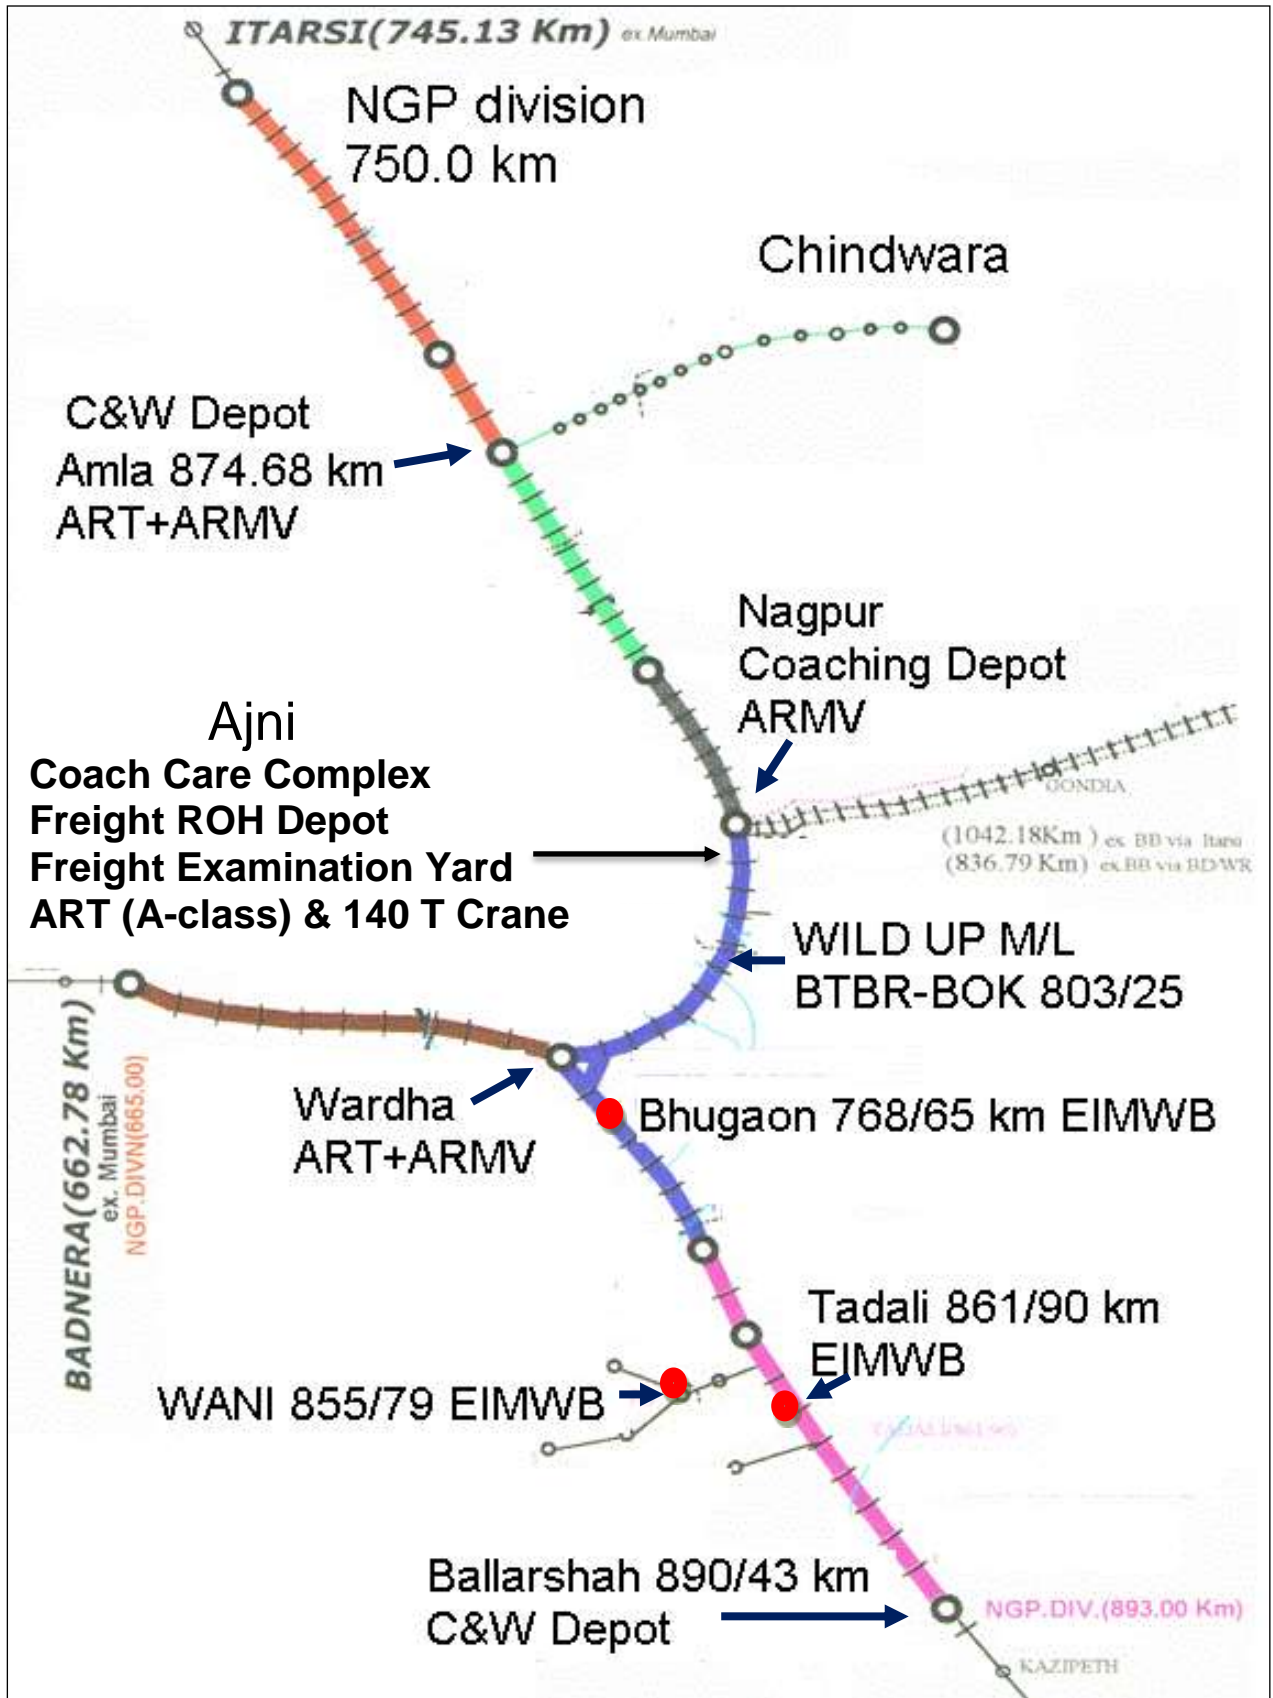 ITARSI(745.13 Km) ex Mumbai
NGP division
750.0 km
Chindwara
C&W Depot
Amla 874.68 km
ART+ARMV
Nagpur
Coaching Depot
ARMV
Ajni
Coach Care Complex
Freight ROH Depot
Freight Examination Yard
ART (A-class) & 140 T Crane
GONDIA
(1042.18Km ) ex. BB via Itarsi
(836.79 Km) ex.BB via BD/WR
WILD UP M/L
BTBR-BOK 803/25
BADNERA(662.78 Km)
ex. Mumbai
NGP.DIVN(665.00)
Wardha
ART+ARMV
Bhugaon 768/65 km EIMWB
Tadali 861/90 km
EIMWB
WANI 855/79 EIMWB
Ballarshah 890/43 km
C&W Depot
NGP.DIV.(893.00 Km)
KAZIPETH